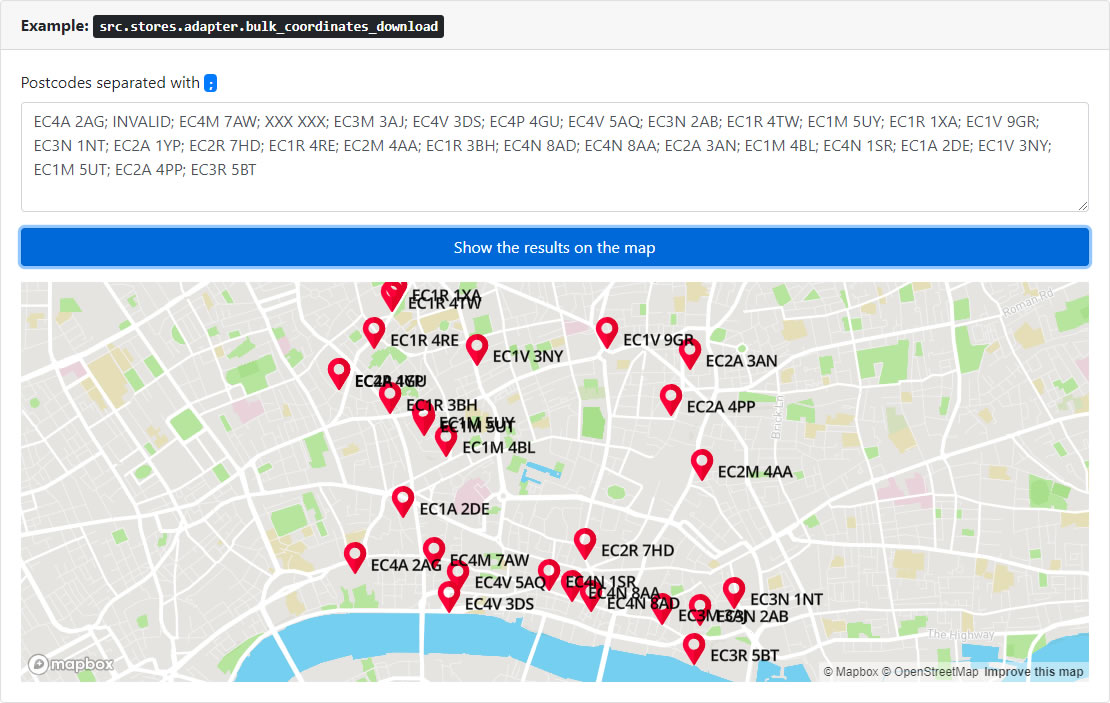 Example: src.stores.adapter.bulk_coordinates_download
Postcodes separated with ;
EC4A 2AG; INVALID; EC4M 7AW; XXX XXX; EC3M 3AJ; EC4V 3DS; EC4P 4GU; EC4V 5AQ; EC3N 2AB; EC1R 4TW; EC1M 5UY; EC1R 1XA; EC1V 9GR;
EC3N 1NT; EC2A 1YP; EC2R 7HD; EC1R 4RE; EC2M 4AA; EC1R 3BH; EC4N 8AD; EC4N 8AA; EC2A 3AN; EC1M 4BL; EC4N 1SR; EC1A 2DE; EC1V 3NY;
EC1M 5UT; EC2A 4PP; EC3R 5BT
Show the results on the map
EC1R 1XA
EC1R 4TW
Roman Rd
EC1R 4RE
EC1V 9GR
EC1V 3NY
EC2A 3AN
EC1R 3BH
EC2A 4PP
Brick Ln
EC1M 5UY
EC1M 5UT
EC1M 4BL
EC2M 4AA
EC1A 2DE
EC2R 7HD
EC4M 7AW
EC4A 2AG
EC4V 5AQ
EC4N 1SR
EC4N 8AA
EC4V 3DS
EC4N 8AD
EC3N 1NT
EC3M 3AJ
EC3N 2AB
The Highway
EC3R 5BT
mapbox
© Mapbox © OpenStreetMap Improve this map